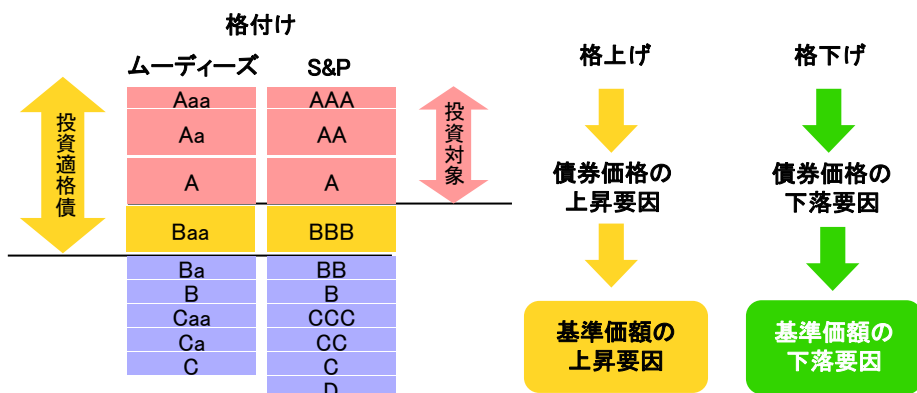 格付け
ムーディーズ S&P
Aaa AAA
Aa AA
A A
Baa BBB
Ba BB
B B
Caa CCC
Ca CC
C C
D
投資適格債
投資対象
格上げ
債券価格の
上昇要因
基準価額の
上昇要因
格下げ
債券価格の
下落要因
基準価額の
下落要因